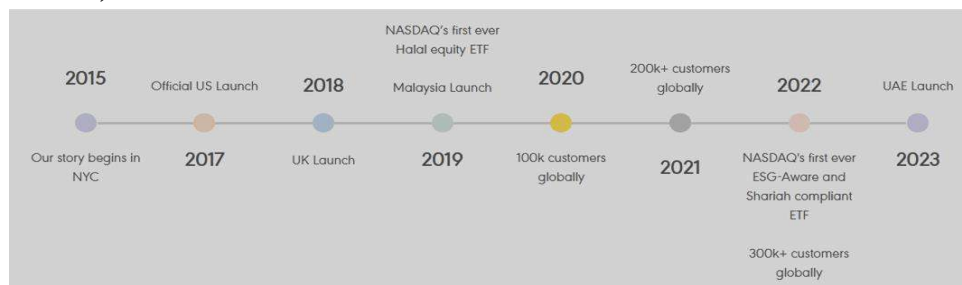 2015
Our story begins in
NYC
Official US Launch
2017
2018
UK Launch
NASDAQ's first ever
Halal equity ETF
Malaysia Launch
2019
2020
100k customers
globally
200k+ customers
globally
2021
2022
NASDAQ's first ever
ESG-Aware and
Shariah compliant
ETF
300k+ customers
globally
UAE Launch
2023